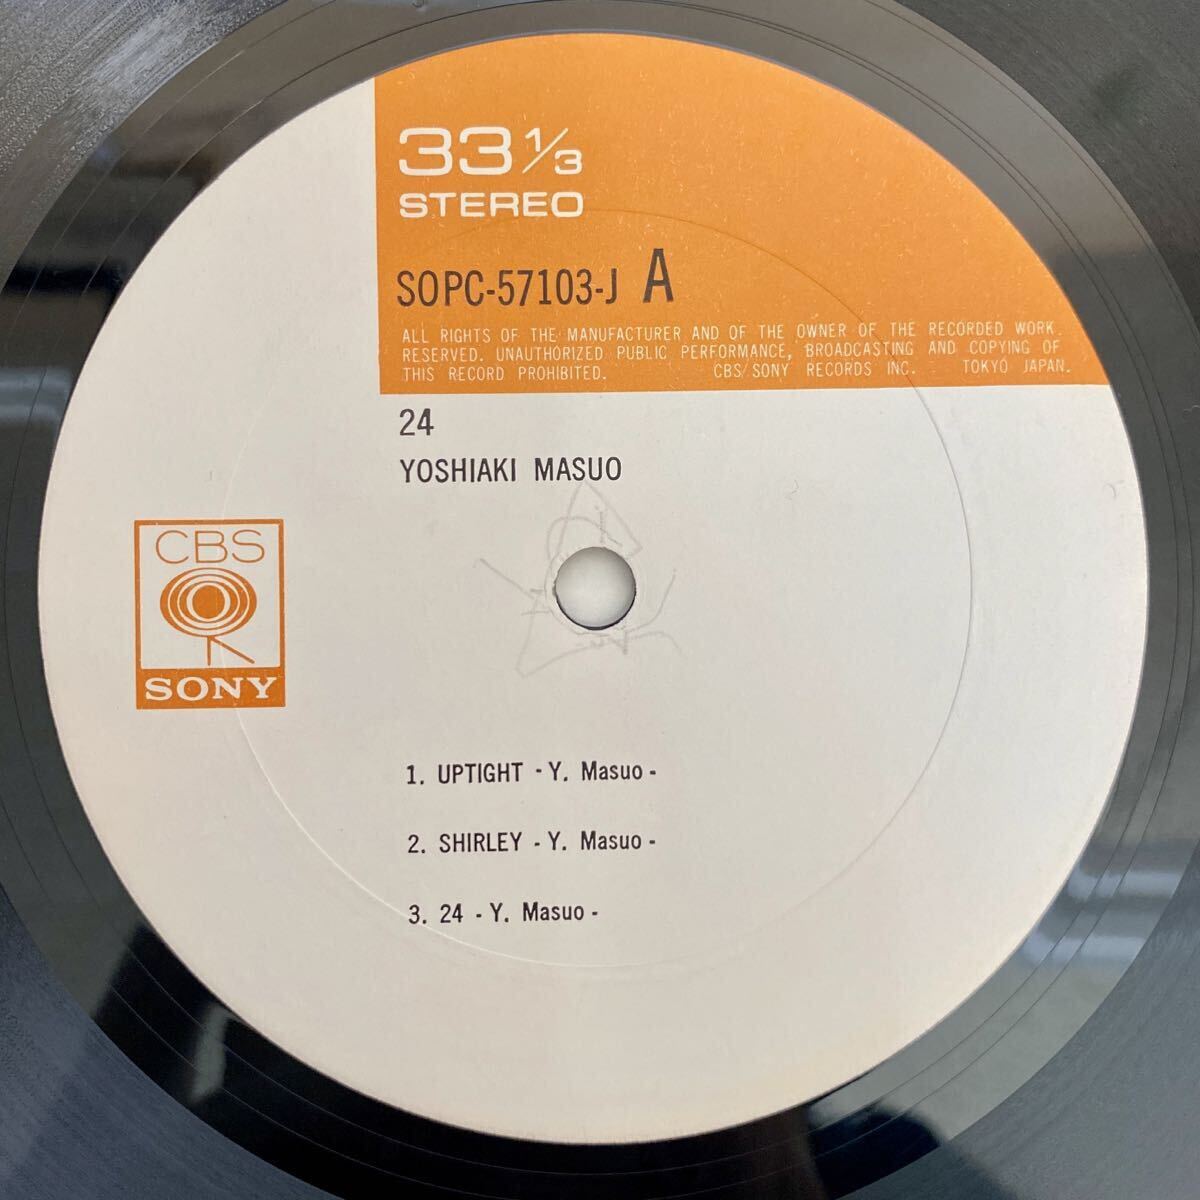 33 1/3
STEREO
SOPC-57103-J A
ALL RIGHTS OF THE MANUFACTURER AND OF THE OWNER OF THE RECORDED WORK.
RESERVED. UNAUTHORIZED PUBLIC PERFORMANCE, BROADCASTING AND COPYING OF
THIS RECORD PROHIBITED. CBS/SONY RECORDS INC. TOKYO JAPAN.
24
YOSHIAKI MASUO
CBS
SONY
1. UPTIGHT - Y. Masuo -
2. SHIRLEY - Y. Masuo -
3. 24 - Y. Masuo -